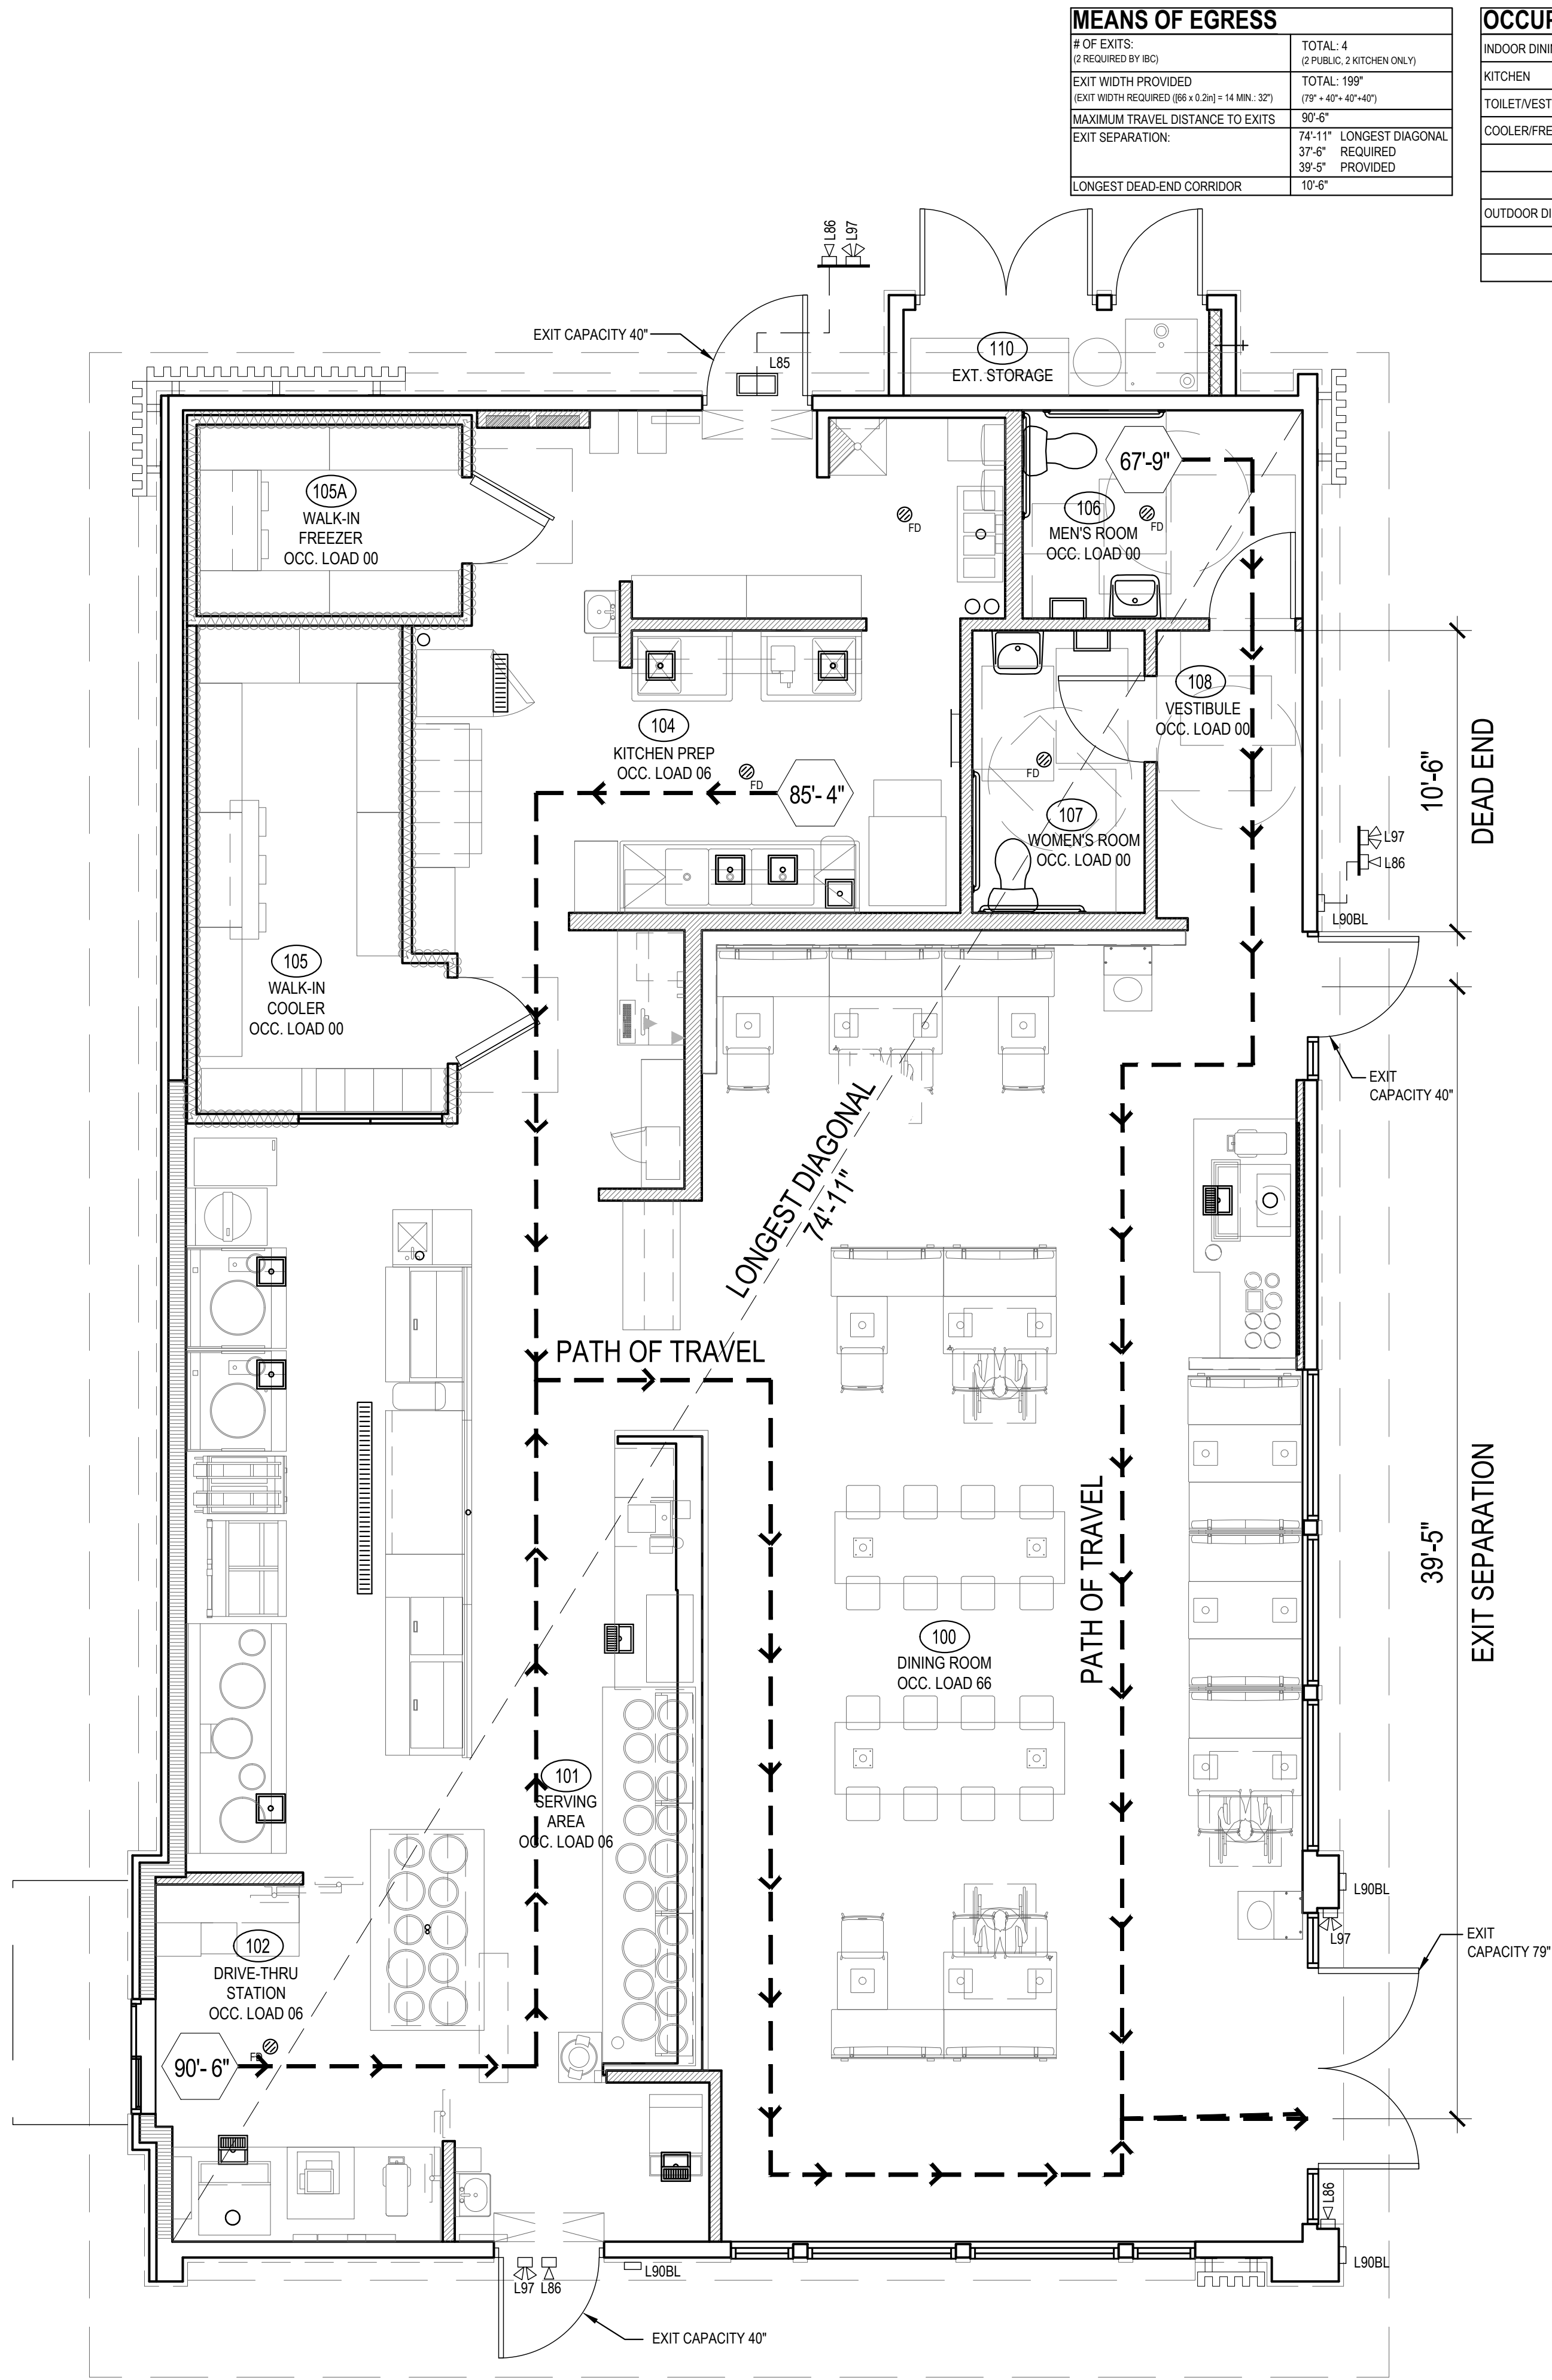 MEANS OF EGRESS
# OF EXITS:
(2 REQUIRED BY IBC)
TOTAL: 4
(2 PUBLIC, 2 KITCHEN ONLY)
EXIT WIDTH PROVIDED
(EXIT WIDTH REQUIRED ([66 x 0.2in] = 14 MIN.: 32")
TOTAL: 199"
(79" + 40"+ 40"+40")
MAXIMUM TRAVEL DISTANCE TO EXITS
90'-6"
EXIT SEPARATION:
74'-11" LONGEST DIAGONAL
37'-6" REQUIRED
39'-5" PROVIDED
LONGEST DEAD-END CORRIDOR
10'-6"
OCCUP
INDOOR DININ
KITCHEN
TOILET/VEST
COOLER/FRE
OUTDOOR DI
L86
L97
EXIT CAPACITY 40"
L85
110
EXT. STORAGE
105A
WALK-IN
FREEZER
OCC. LOAD 00
67'-9"
106
MEN'S ROOM
OCC. LOAD 00
FD
FD
108
VESTIBULE
OCC. LOAD 00
104
KITCHEN PREP
OCC. LOAD 06
FD
85'- 4"
FD
107
WOMEN'S ROOM
OCC. LOAD 00
10'-6"
DEAD END
L97
L86
L90BL
105
WALK-IN
COOLER
OCC. LOAD 00
EXIT
CAPACITY 40"
LONGEST DIAGONAL
74'-11"
PATH OF TRAVEL
PATH OF TRAVEL
39'-5"
EXIT SEPARATION
100
DINING ROOM
OCC. LOAD 66
101
SERVING
AREA
OCC. LOAD 06
L90BL
L97
EXIT
CAPACITY 79"
102
DRIVE-THRU
STATION
OCC. LOAD 06
FD
90'- 6"
L86
L90BL
L97 L86
L90BL
EXIT CAPACITY 40"